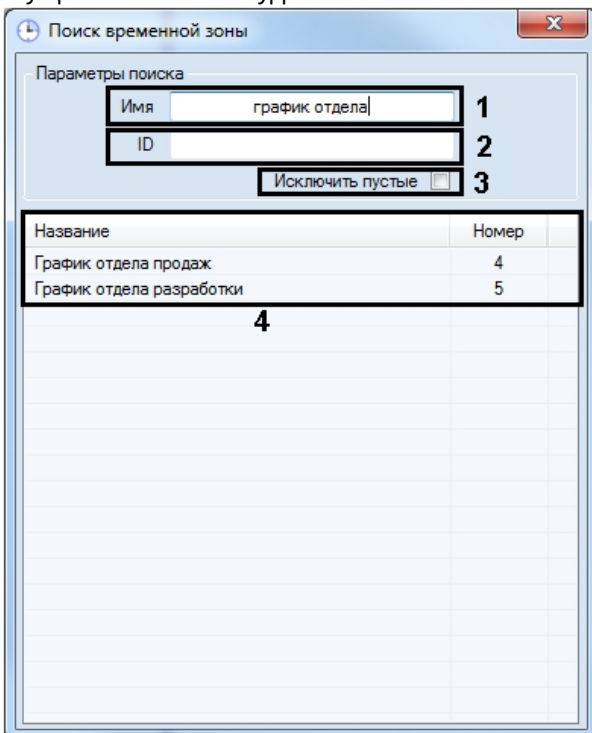 Поиск временной зоны
Параметры поиска
Имя график отдела 1
ID 2
Исключить пустые 3
Название Номер
График отдела продаж 4
График отдела разработки 5
4